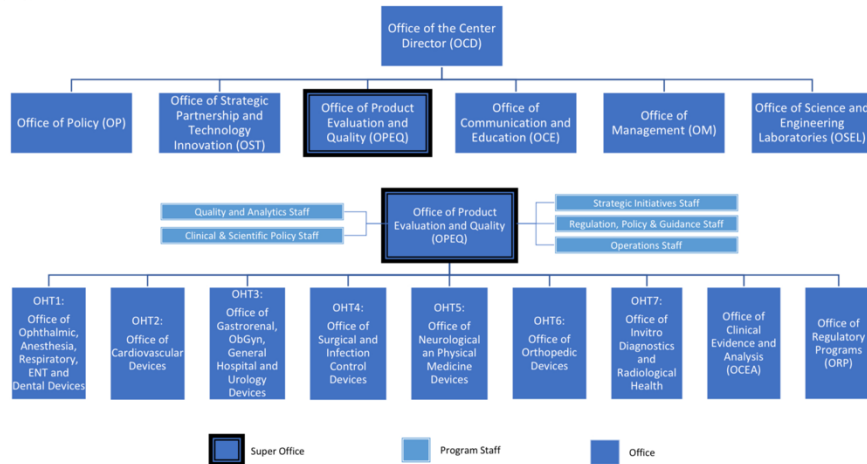 Office of the Center
Director (OCD)
Office of Policy (OP)
Office of Strategic
Partnership and
Technology
Innovation (OST)
Office of Product
Evaluation and
Quality (OPEQ)
Office of
Communication and
Education (OCE)
Office of
Management (OM)
Office of Science and
Engineering
Laboratories (OSEL)
Quality and Analytics Staff
Clinical & Scientific Policy Staff
Office of Product
Evaluation and Quality
(OPEQ)
Strategic Initiatives Staff
Regulation, Policy & Guidance Staff
Operations Staff
OHT1:
Office of
Ophthalmic,
Anesthesia,
Respiratory,
ENT and
Dental Devices
OHT2:
Office of
Cardiovascular
Devices
OHT3:
Office of
Gastrorenal,
ObGyn,
General
Hospital and
Urology
Devices
OHT4:
Office of
Surgical and
Infection
Control
Devices
OHT5:
Office of
Neurological
an Physical
Medicine
Devices
OHT6:
Office of
Orthopedic
Devices
OHT7:
Office of
Invitro
Diagnostics
and
Radiological
Health
Office of
Clinical
Evidence and
Analysis
(OCEA)
Office of
Regulatory
Programs
(ORP)
Super Office
Program Staff
Office